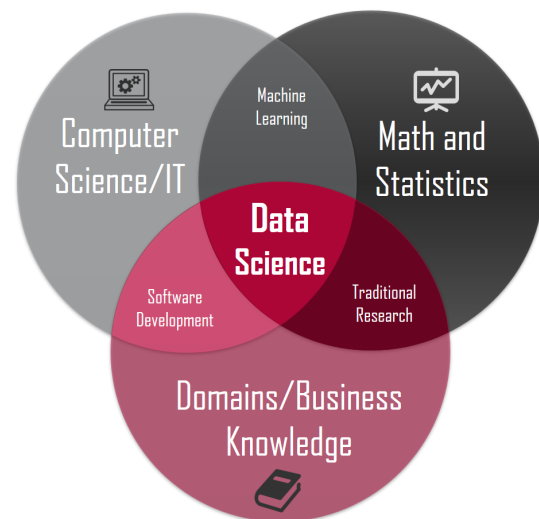 Machine
Learning
Computer
Science/IT
Math and
Statistics
Data
Science
Software
Development
Traditional
Research
Domains/Business
Knowledge